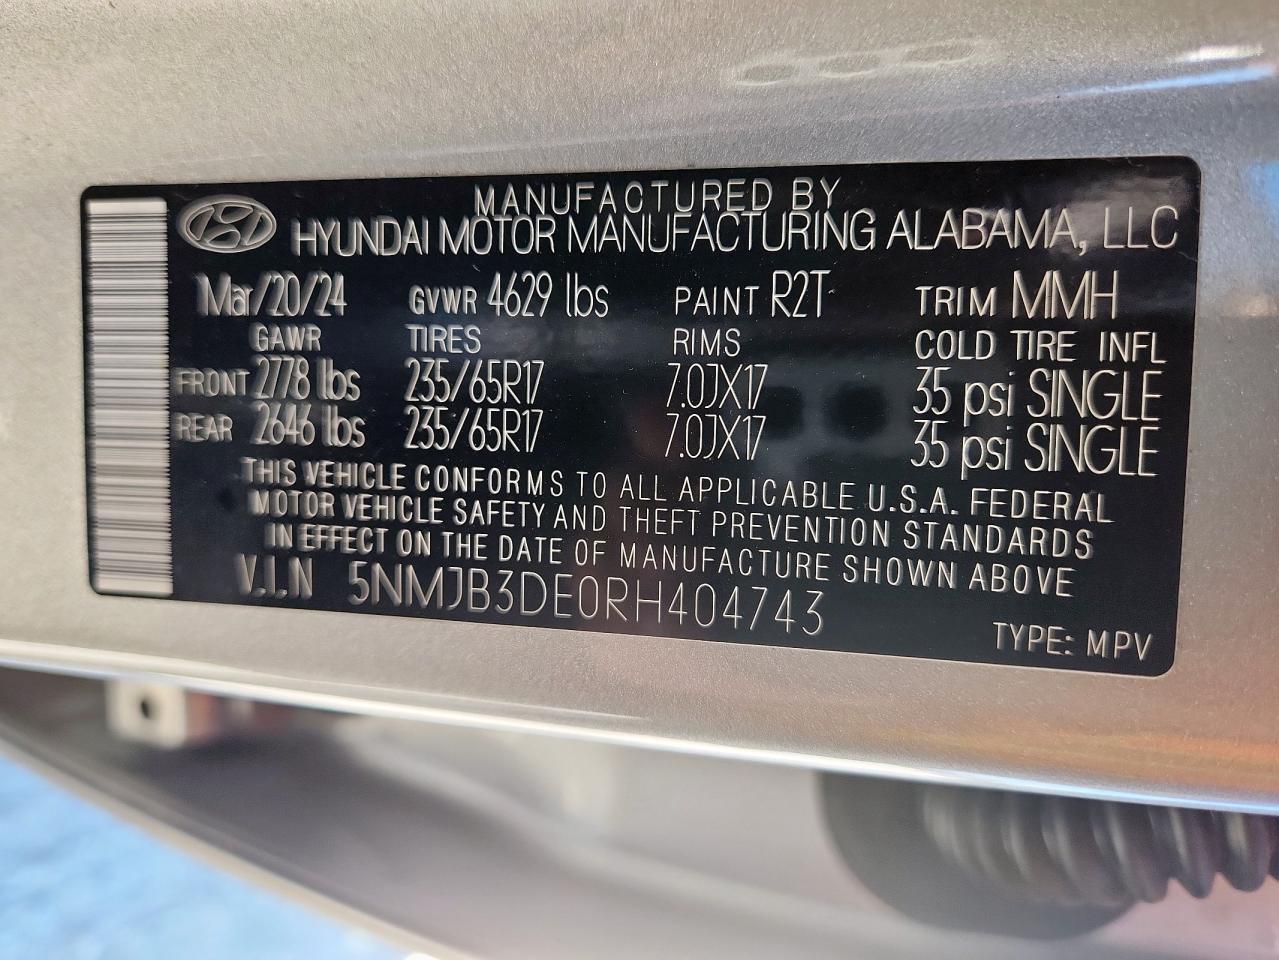 MANUFACTURED BY
HYUNDAI MOTOR MANUFACTURING ALABAMA, LLC
Mar/20/24 GVWR 4629 lbs PAINT R2T TRIM MMH
GAWR TIRES RIMS COLD TIRE INFL
FRONT 2778 lbs 235/65R17 7.0JX17 35 psi SINGLE
REAR 2646 lbs 235/65R17 7.0JX17 35 psi SINGLE
THIS VEHICLE CONFORMS TO ALL APPLICABLE U.S.A. FEDERAL
MOTOR VEHICLE SAFETY AND THEFT PREVENTION STANDARDS
IN EFFECT ON THE DATE OF MANUFACTURE SHOWN ABOVE
V.I.N 5NMJB3DE0RH404743
TYPE: MPV